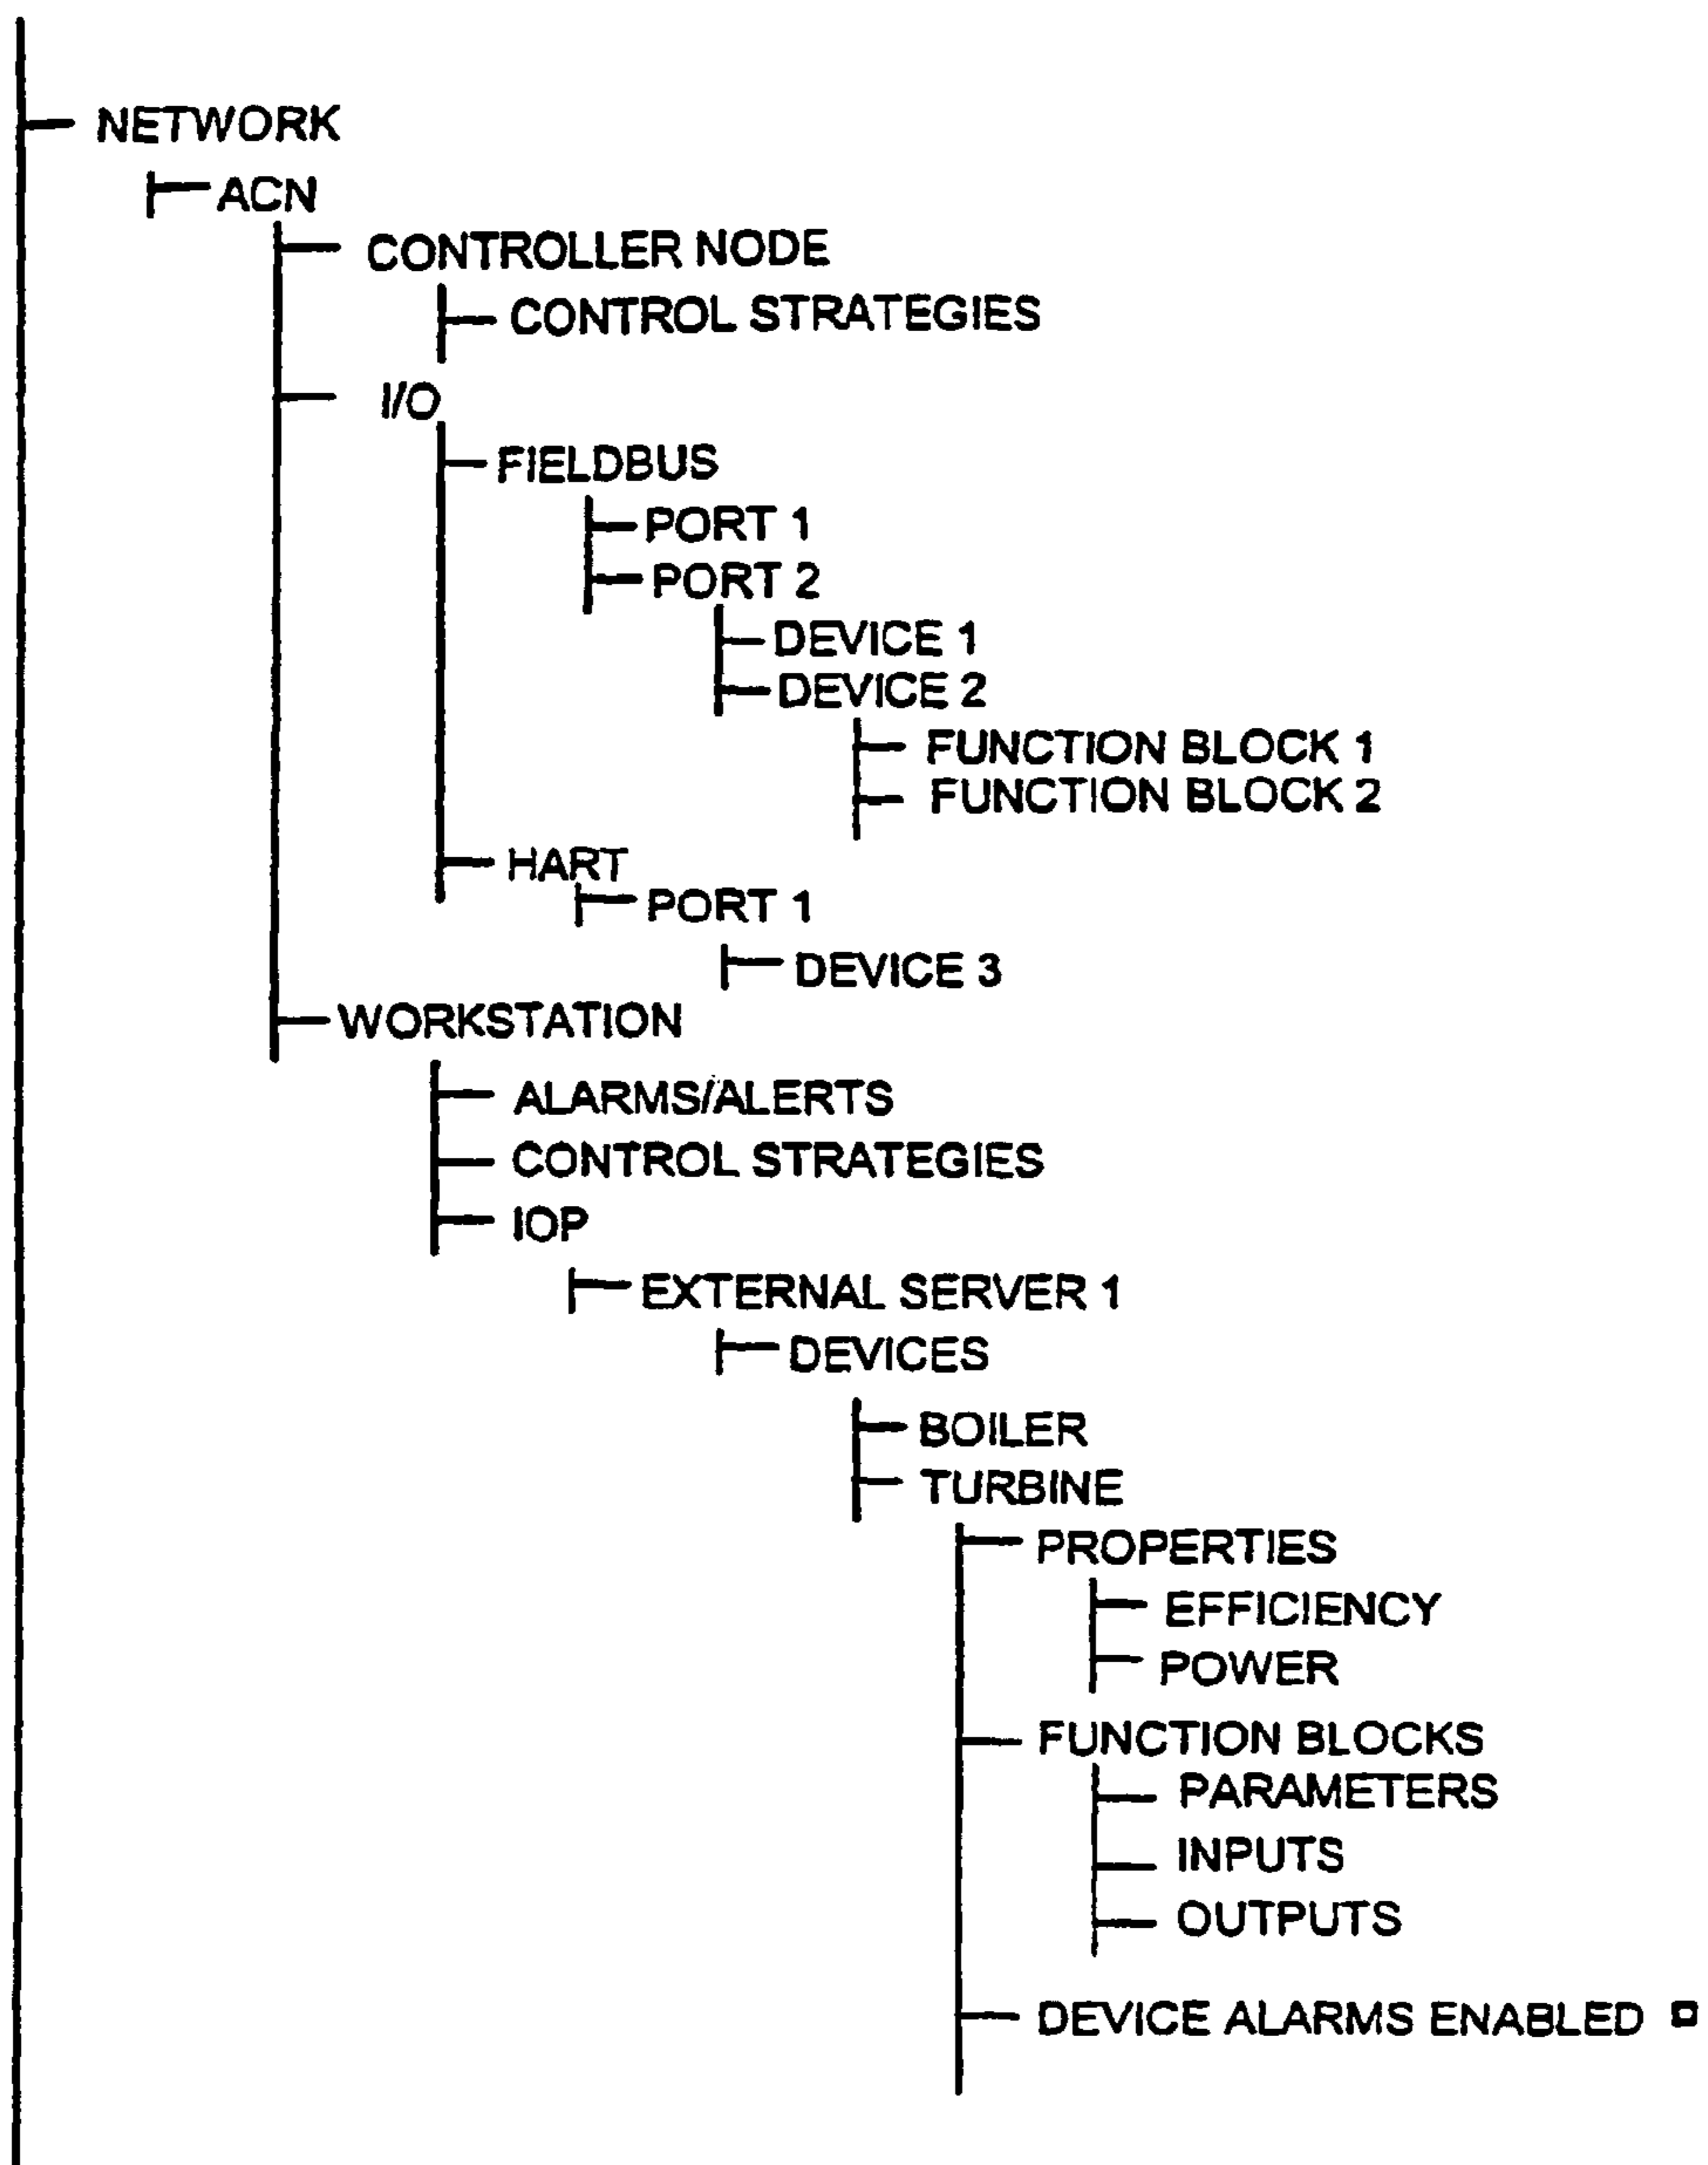 NETWORK
ACN
CONTROLLER NODE
CONTROL STRATEGIES
I/O
FIELDBUS
PORT 1
PORT 2
DEVICE 1
DEVICE 2
FUNCTION BLOCK 1
FUNCTION BLOCK 2
HART
PORT 1
DEVICE 3
WORKSTATION
ALARMS/ALERTS
CONTROL STRATEGIES
IOP
EXTERNAL SERVER 1
DEVICES
BOILER
TURBINE
PROPERTIES
EFFICIENCY
POWER
FUNCTION BLOCKS
PARAMETERS
INPUTS
OUTPUTS
DEVICE ALARMS ENABLED